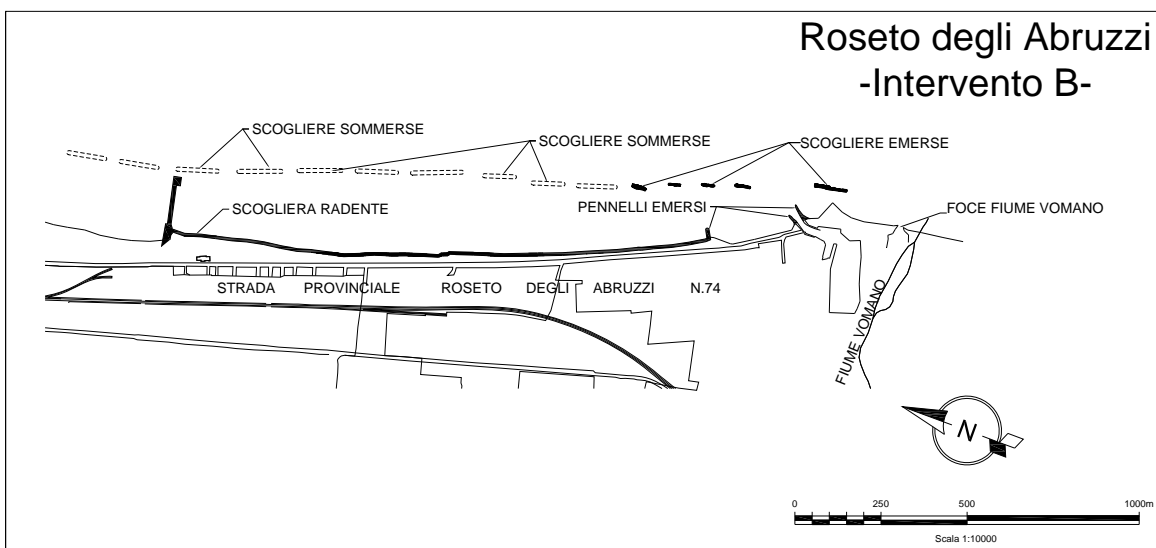 Roseto degli Abruzzi
-Intervento B-
SCOGLIERE SOMMERSE
SCOGLIERE SOMMERSE
SCOGLIERE EMERSE
SCOGLIERA RADENTE
PENNELLI EMERSI
FOCE FIUME VOMANO
STRADA PROVINCIALE ROSETO DEGLI ABRUZZI N.74
FIUME VOMANO
N
0 250 500 1000m
Scala 1:10000